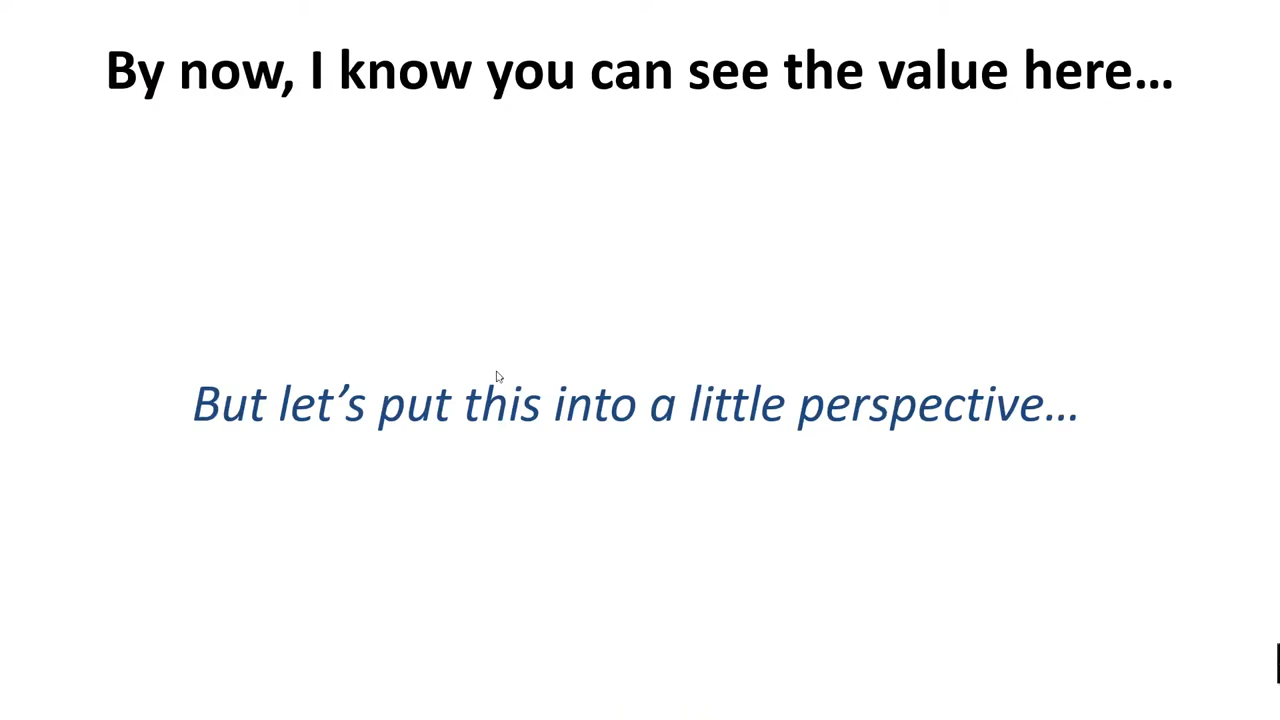 By now, I know you can see the value here…
But let’s put this into a little perspective…